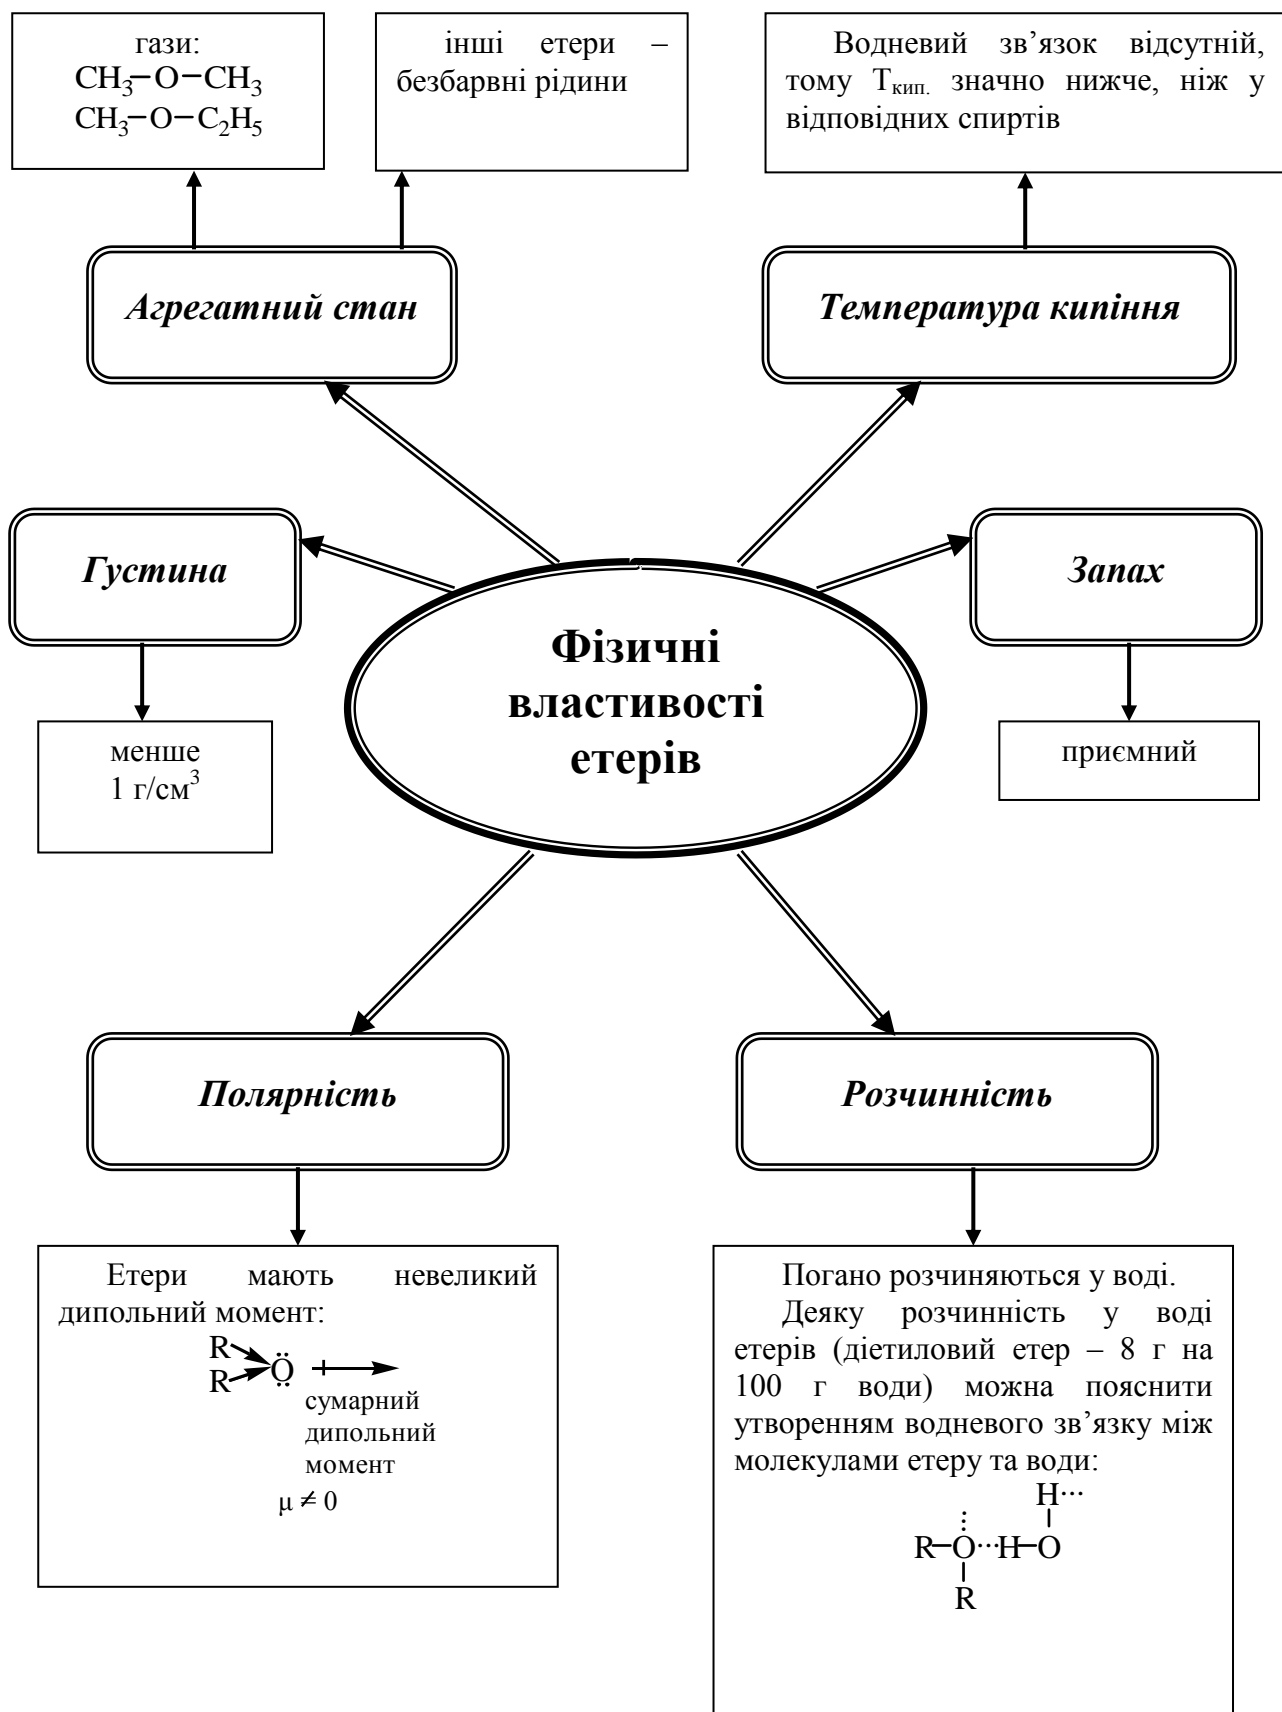 гази:
CH₃–O–CH₃
CH₃–O–C₂H₅
інші етери –
безбарвні рідини
Водневий зв’язок відсутній,
тому Tкип. значно нижче, ніж у
відповідних спиртів
Агрегатний стан
Температура кипіння
Густина
Запах
Фізичні
властивості
етерів
менше
1 г/см³
приємний
Полярність
Розчинність
Етери мають невеликий
дипольний момент:
R
R
Ö
сумарний
дипольний
момент
μ ≠ 0
Погано розчиняються у воді.
Деяку розчинність у воді
етерів (діетиловий етер – 8 г на
100 г води) можна пояснити
утворенням водневого зв’язку між
молекулами етеру та води:
H···
R–O···H–O
R